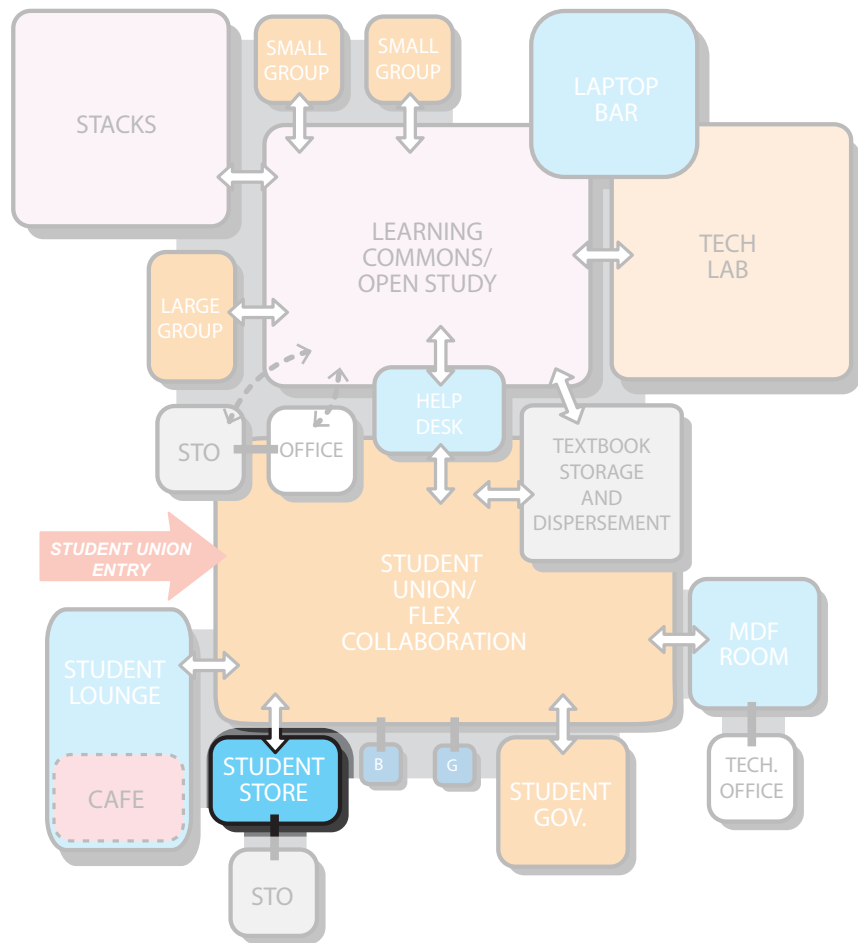 SMALL
GROUP
SMALL
GROUP
LAPTOP
BAR
STACKS
LEARNING
COMMONS/
OPEN STUDY
TECH
LAB
LARGE
GROUP
HELP
DESK
STO
OFFICE
TEXTBOOK
STORAGE
AND
DISPERSEMENT
STUDENT UNION
ENTRY
STUDENT
UNION/
FLEX
COLLABORATION
MDF
ROOM
STUDENT
LOUNGE
CAFE
STUDENT
STORE
B
G
STUDENT
GOV.
TECH.
OFFICE
STO